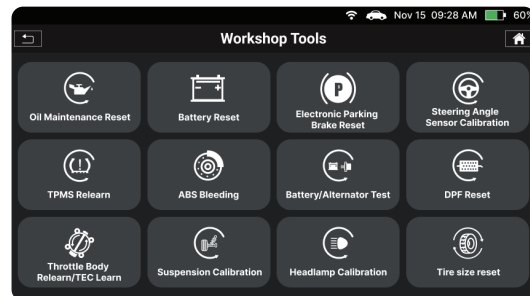 Nov 15 09:28 AM 60%
Workshop Tools
Oil Maintenance Reset
- +
Battery Reset
P
Electronic Parking
Brake Reset
Steering Angle
Sensor Calibration
TPMS Relearn
ABS Bleeding
Battery/Alternator Test
DPF Reset
Throttle Body
Relearn/TEC Learn
Suspension Calibration
Headlamp Calibration
Tire size reset